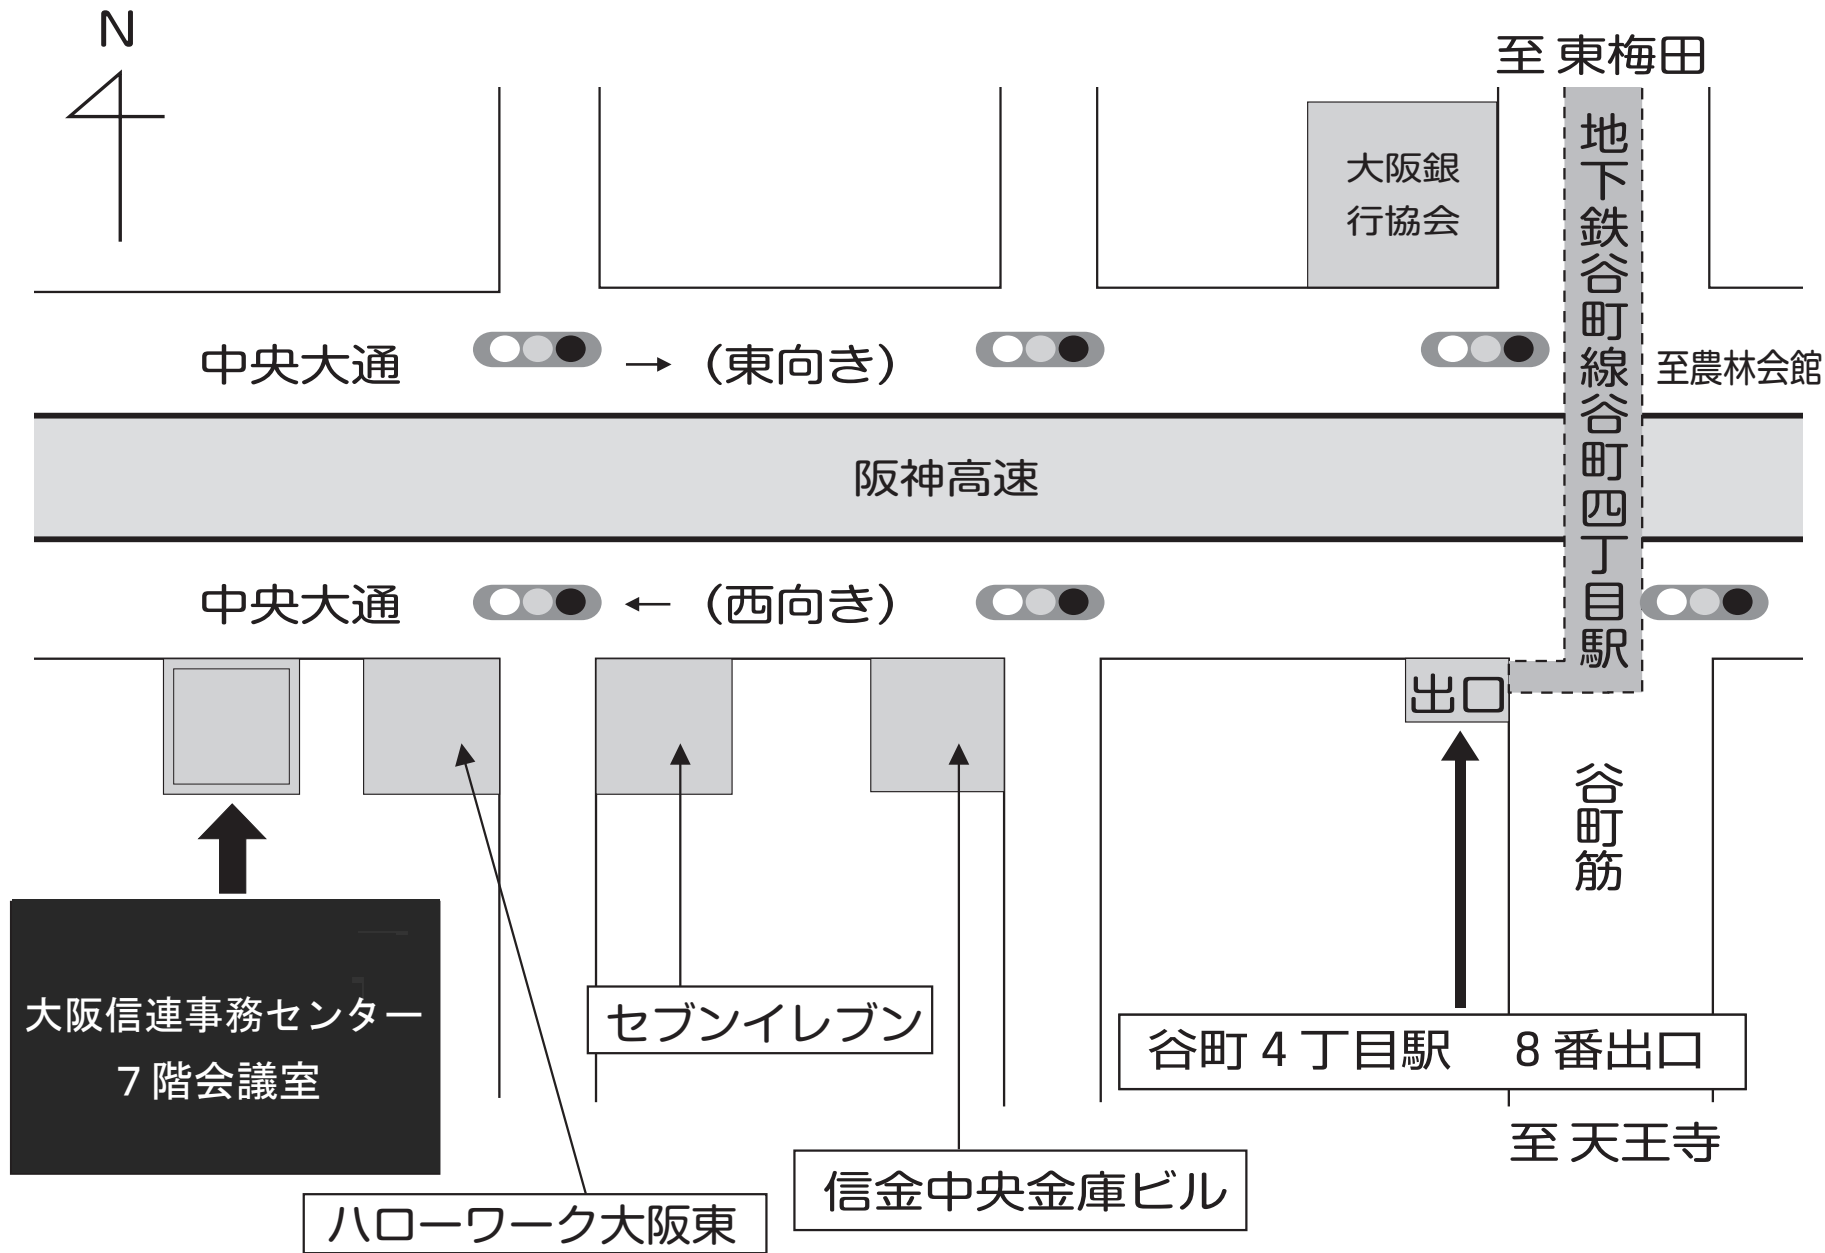 N
至 東梅田
地下鉄谷町線谷町四丁目駅
大阪銀
行協会
中央大通
→ (東向き)
至農林会館
阪神高速
中央大通
← (西向き)
出口
谷町筋
大阪信連事務センター
7階会議室
セブンイレブン
谷町4丁目駅 8番出口
至 天王寺
信金中央金庫ビル
ハローワーク大阪東